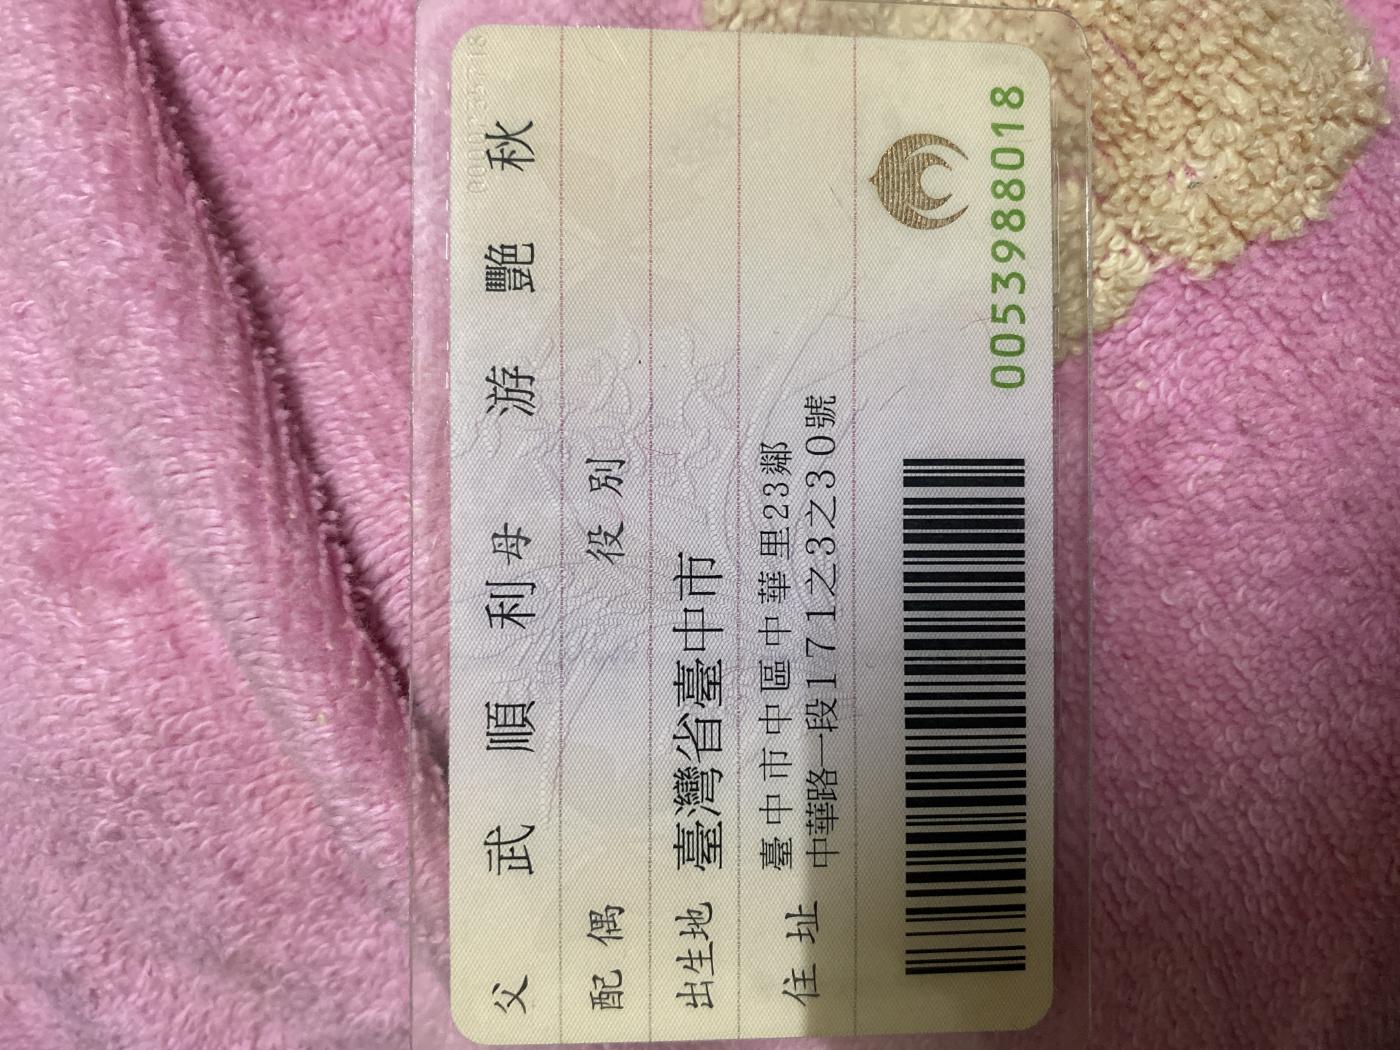 父 武順利 母 游艷秋
配偶 役別
出生地 臺灣省臺中市
住址 臺中市中區中華里23鄰
中華路一段171之3之30號
0053988018